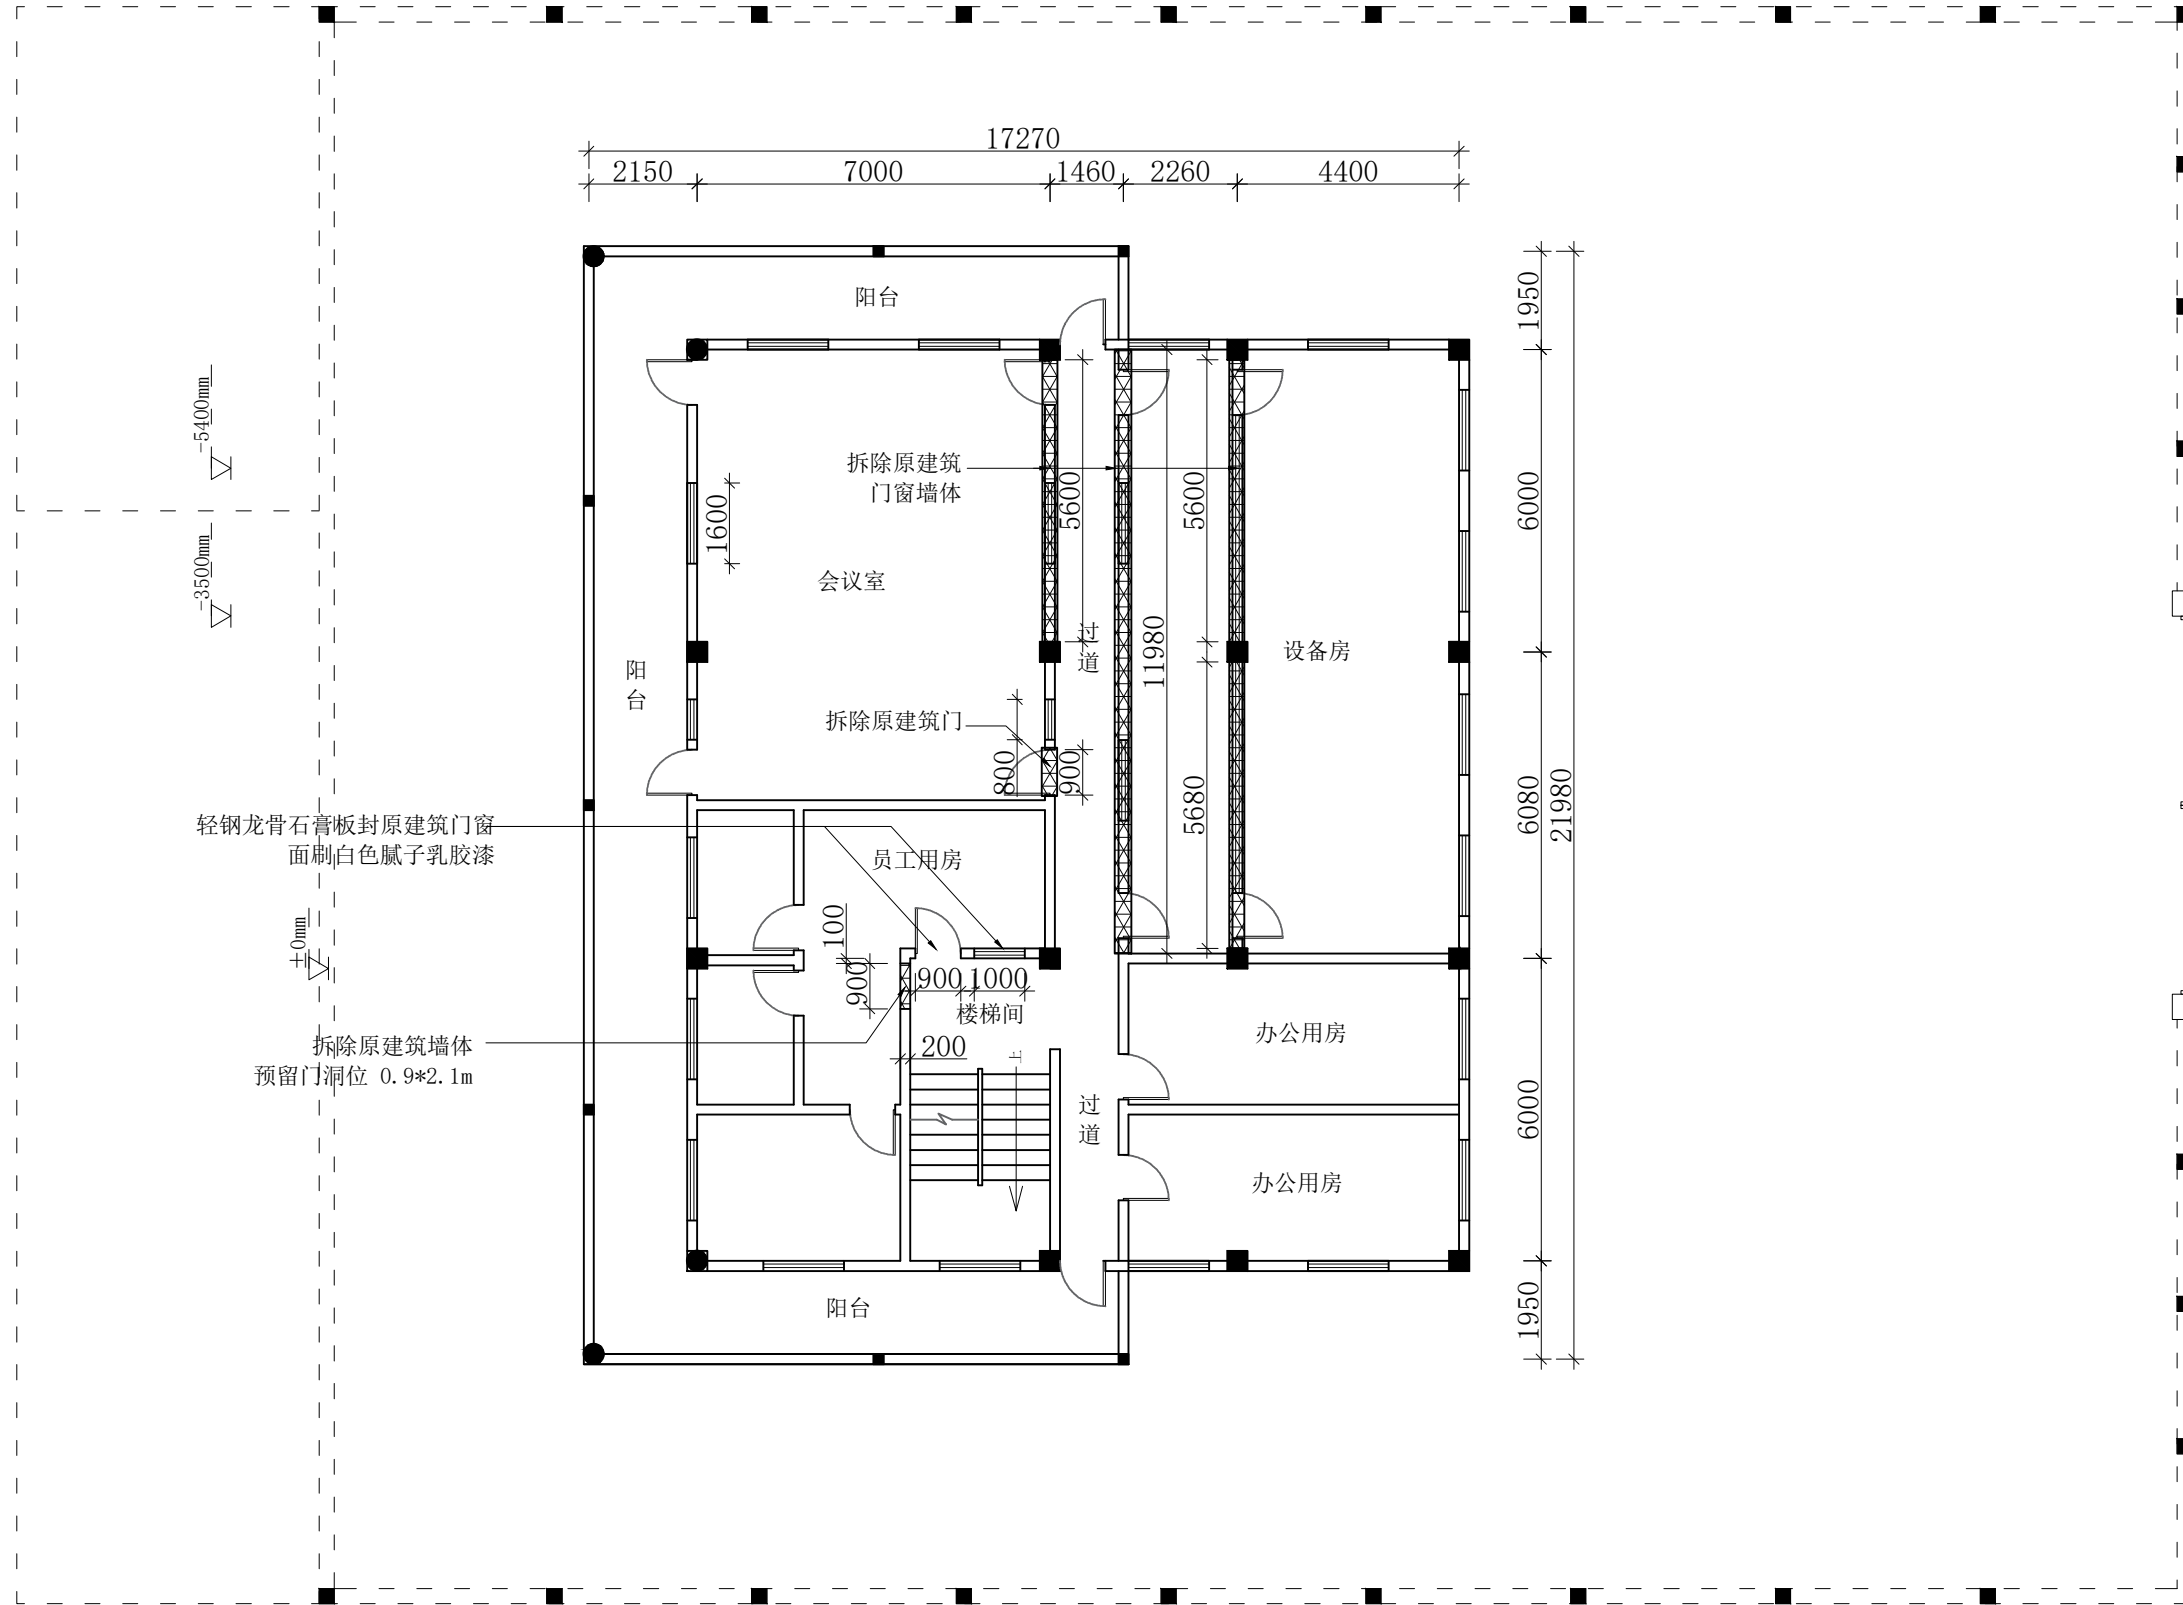 17270
2150
7000
1460
2260
4400
阳台
1950
-5400mm
拆除原建筑
门窗墙体
5600
5600
6000
1600
-3500mm
会议室
过
道
11980
设备房
阳
台
拆除原建筑门
800
900
5680
6080
21980
轻钢龙骨石膏板封原建筑门窗
面刷白色腻子乳胶漆
员工用房
100
±0mm
900
900
1000
楼梯间
办公用房
拆除原建筑墙体
预留门洞位 0.9*2.1m
200
上
过
道
6000
办公用房
阳台
1950